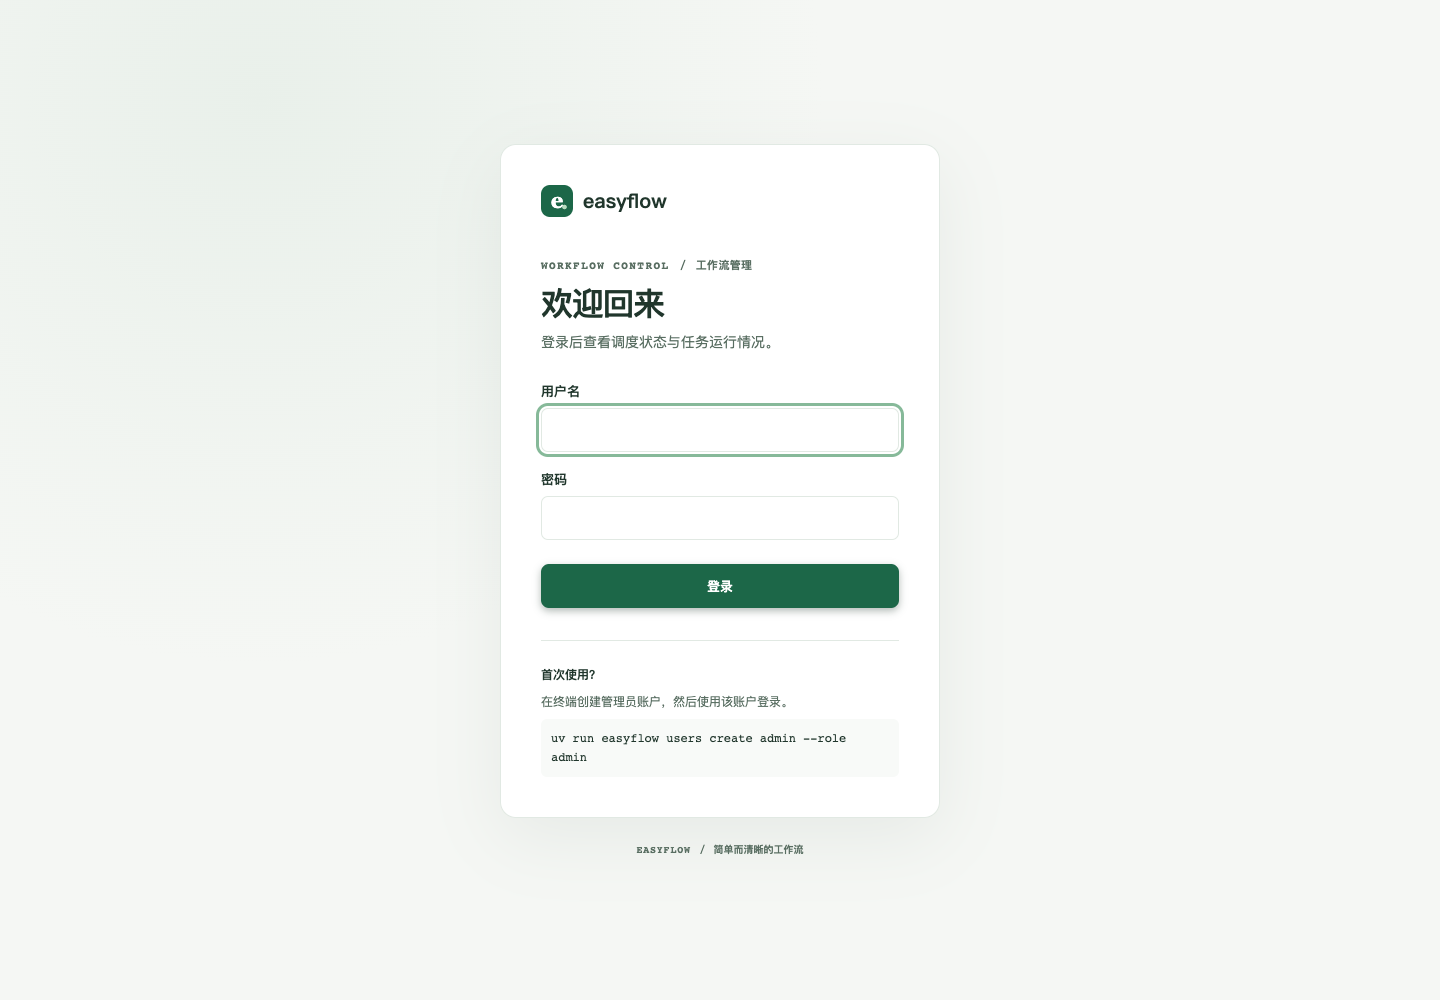 e.
easyflow
WORKFLOW CONTROL / 工作流管理
欢迎回来
登录后查看调度状态与任务运行情况。
用户名
密码
登录
首次使用？
在终端创建管理员账户，然后使用该账户登录。
uv run easyflow users create admin --role
admin
EASYFLOW / 简单而清晰的工作流